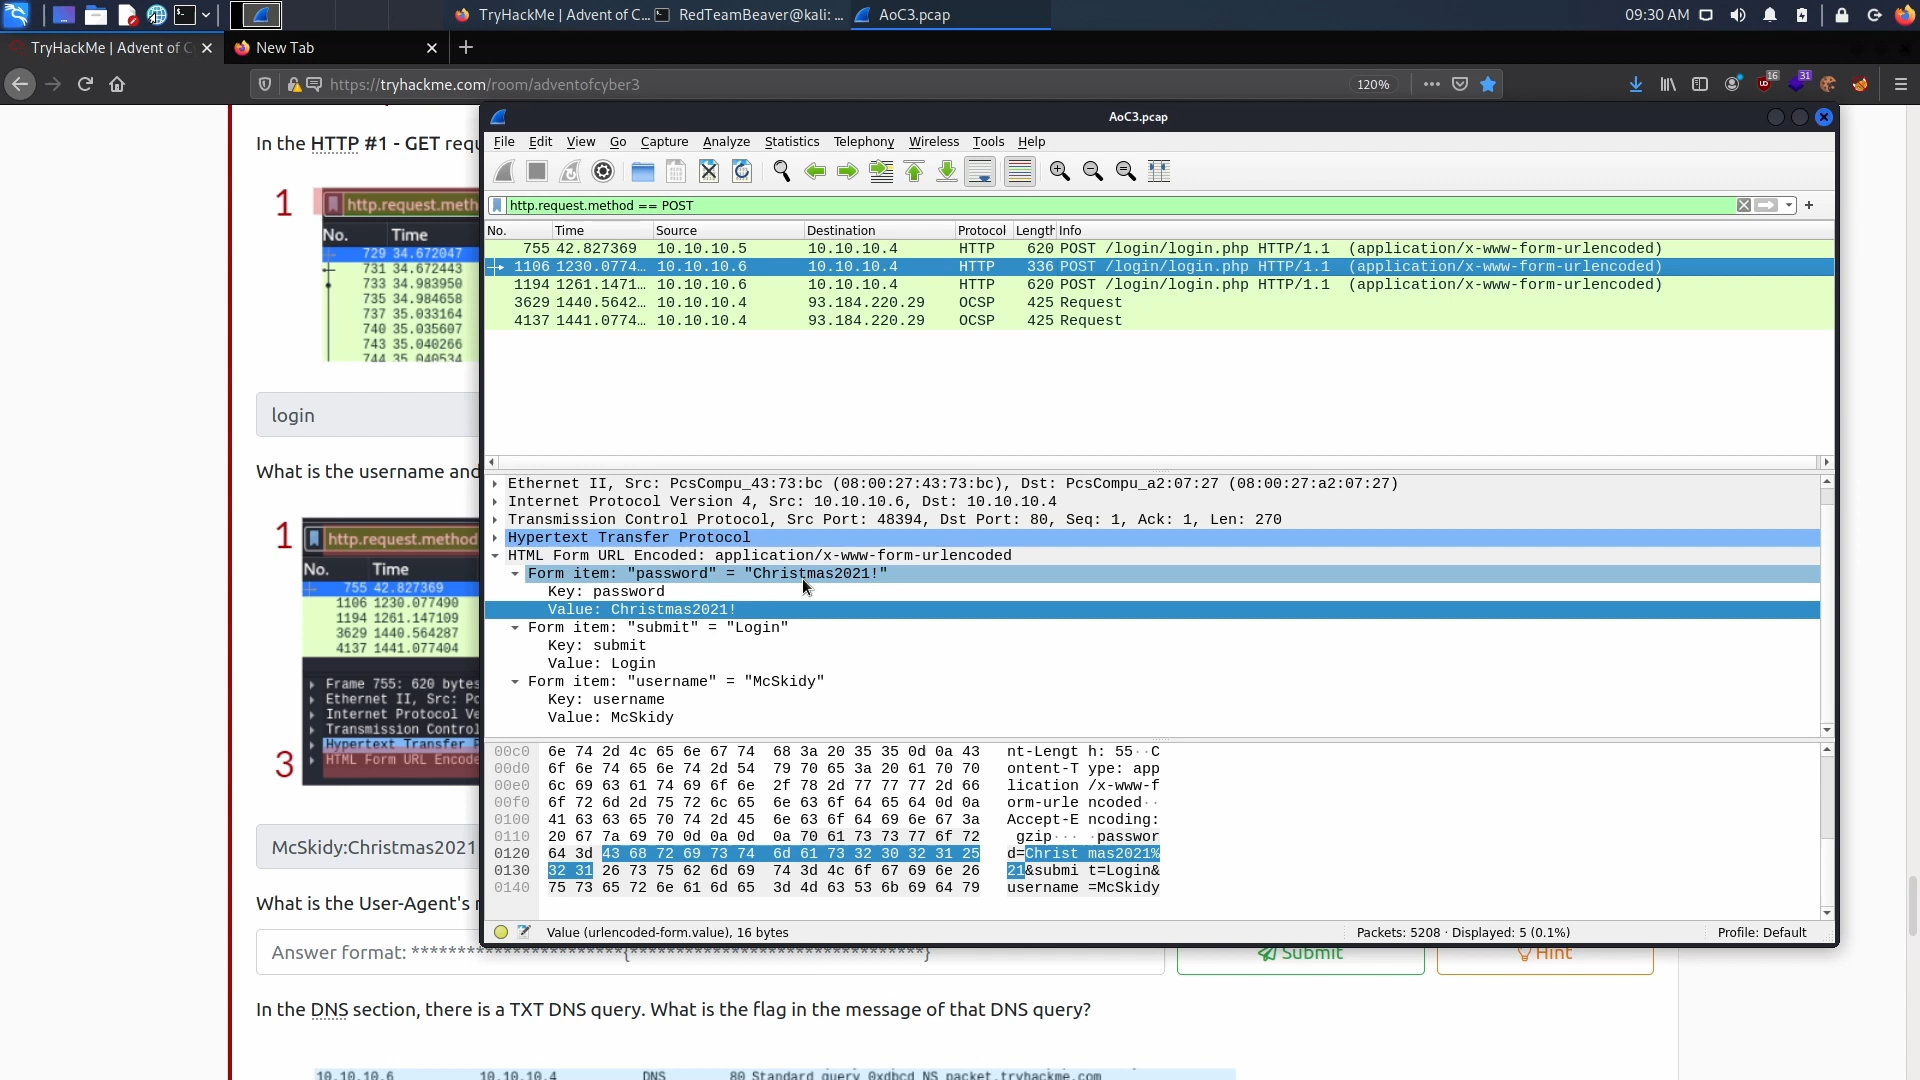 TryHackMe | Advent of C...
RedTeamBeaver@kali: ...
AoC3.pcap
09:30 AM
TryHackMe | Advent of C
New Tab
https://tryhackme.com/room/adventofcyber3
120%
16
31
In the HTTP #1 - GET requ
1
http.request.meth
No. Time
729 34.672047
731 34.672443
733 34.983950
735 34.984658
737 35.033164
740 35.035607
743 35.040266
744 35.040534
login
What is the username and
1
http.request.method
No. Time
755 42.827369
1106 1230.077490
1194 1261.147109
3629 1440.564287
4137 1441.077404
Frame 755: 620 bytes
Ethernet II, Src: Pc
Internet Protocol Ve
Transmission Control
Hypertext Transfer P
3
HTML Form URL Encode
McSkidy:Christmas2021
What is the User-Agent's
Answer format: ***********************{********************************}
Submit
Hint
In the DNS section, there is a TXT DNS query. What is the flag in the message of that DNS query?
10.10.10.6 10.10.10.4 DNS 80 Standard query 0xdbcd NS packet.tryhackme.com
AoC3.pcap
File Edit View Go Capture Analyze Statistics Telephony Wireless Tools Help
http.request.method == POST
No. Time Source Destination Protocol Length Info
755 42.827369 10.10.10.5 10.10.10.4 HTTP 620 POST /login/login.php HTTP/1.1 (application/x-www-form-urlencoded)
1106 1230.0774… 10.10.10.6 10.10.10.4 HTTP 336 POST /login/login.php HTTP/1.1 (application/x-www-form-urlencoded)
1194 1261.1471… 10.10.10.6 10.10.10.4 HTTP 620 POST /login/login.php HTTP/1.1 (application/x-www-form-urlencoded)
3629 1440.5642… 10.10.10.4 93.184.220.29 OCSP 425 Request
4137 1441.0774… 10.10.10.4 93.184.220.29 OCSP 425 Request
Ethernet II, Src: PcsCompu_43:73:bc (08:00:27:43:73:bc), Dst: PcsCompu_a2:07:27 (08:00:27:a2:07:27)
Internet Protocol Version 4, Src: 10.10.10.6, Dst: 10.10.10.4
Transmission Control Protocol, Src Port: 48394, Dst Port: 80, Seq: 1, Ack: 1, Len: 270
Hypertext Transfer Protocol
HTML Form URL Encoded: application/x-www-form-urlencoded
Form item: "password" = "Christmas2021!"
Key: password
Value: Christmas2021!
Form item: "submit" = "Login"
Key: submit
Value: Login
Form item: "username" = "McSkidy"
Key: username
Value: McSkidy
00c0 6e 74 2d 4c 65 6e 67 74 68 3a 20 35 35 0d 0a 43 nt-Lengt h: 55··C
00d0 6f 6e 74 65 6e 74 2d 54 79 70 65 3a 20 61 70 70 ontent-T ype: app
00e0 6c 69 63 61 74 69 6f 6e 2f 78 2d 77 77 77 2d 66 lication /x-www-f
00f0 6f 72 6d 2d 75 72 6c 65 6e 63 6f 64 65 64 0d 0a orm-urle ncoded··
0100 41 63 63 65 70 74 2d 45 6e 63 6f 64 69 6e 67 3a Accept-E ncoding:
0110 20 67 7a 69 70 0d 0a 0d 0a 70 61 73 73 77 6f 72 gzip··· ·passwor
0120 64 3d 43 68 72 69 73 74 6d 61 73 32 30 32 31 25 d=Christ mas2021%
0130 32 31 26 73 75 62 6d 69 74 3d 4c 6f 67 69 6e 26 21&submi t=Login&
0140 75 73 65 72 6e 61 6d 65 3d 4d 63 53 6b 69 64 79 username =McSkidy
Value (urlencoded-form.value), 16 bytes
Packets: 5208 · Displayed: 5 (0.1%)
Profile: Default